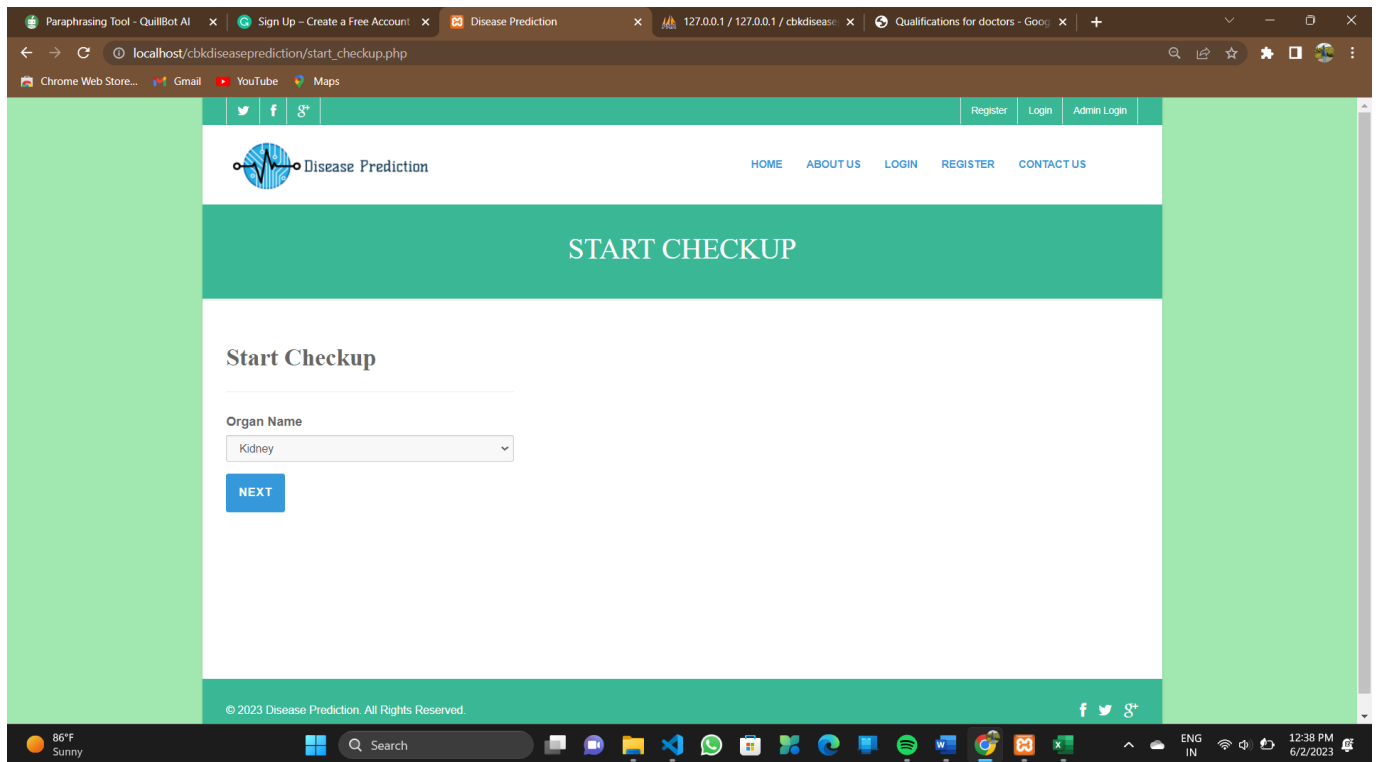 Paraphrasing Tool - QuillBot AI
Sign Up – Create a Free Account
Disease Prediction
127.0.0.1 / 127.0.0.1 / cbkdisease
Qualifications for doctors - Goog
localhost/cbkdiseaseprediction/start_checkup.php
Chrome Web Store...
Gmail
YouTube
Maps
Register
Login
Admin Login
Disease Prediction
HOME
ABOUT US
LOGIN
REGISTER
CONTACT US
START CHECKUP
Start Checkup
Organ Name
Kidney
NEXT
© 2023 Disease Prediction. All Rights Reserved.
86°F
Sunny
Search
ENG
IN
12:38 PM
6/2/2023